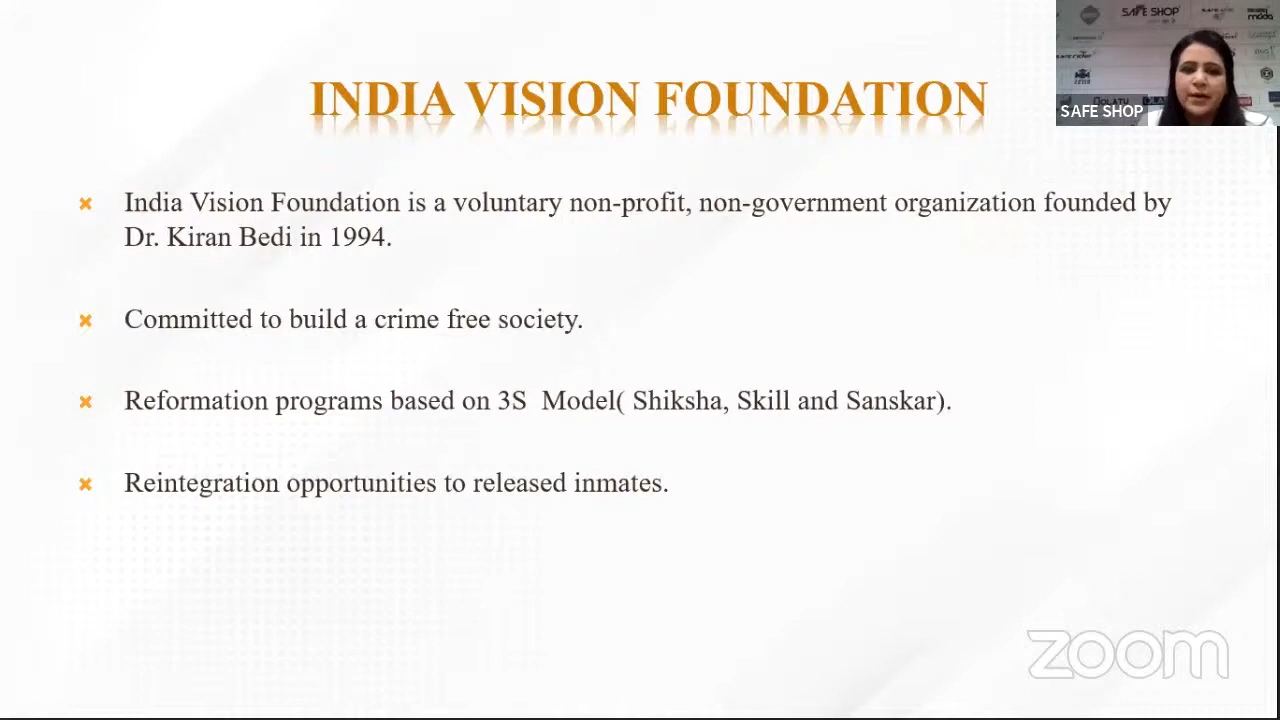 INDIA VISION FOUNDATION
SAFE SHOP
SAFE SHOP
India Vision Foundation is a voluntary non-profit, non-government organization founded by
Dr. Kiran Bedi in 1994.
Committed to build a crime free society.
Reformation programs based on 3S  Model( Shiksha, Skill and Sanskar).
Reintegration opportunities to released inmates.
zoom